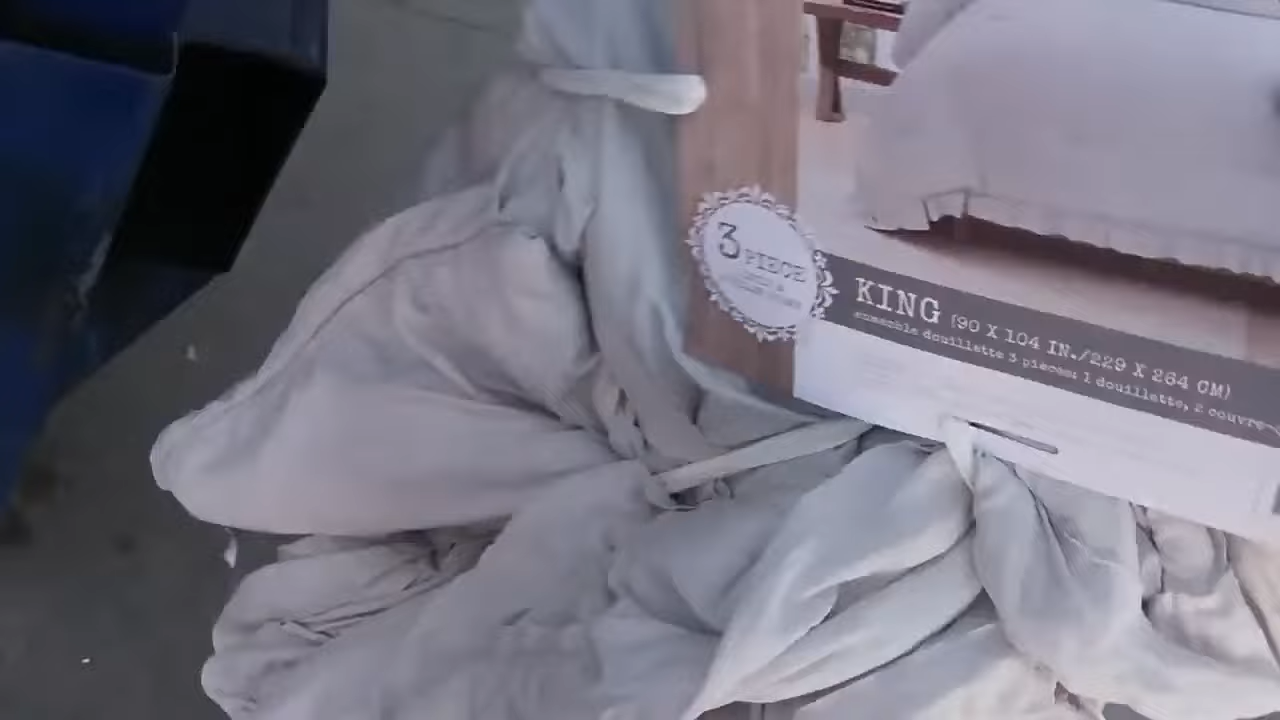 3 PIECE
KING (90 X 104 IN./229 X 264 CM)
ensemble douillette 3 pièces: 1 douillette, 2 couvre-